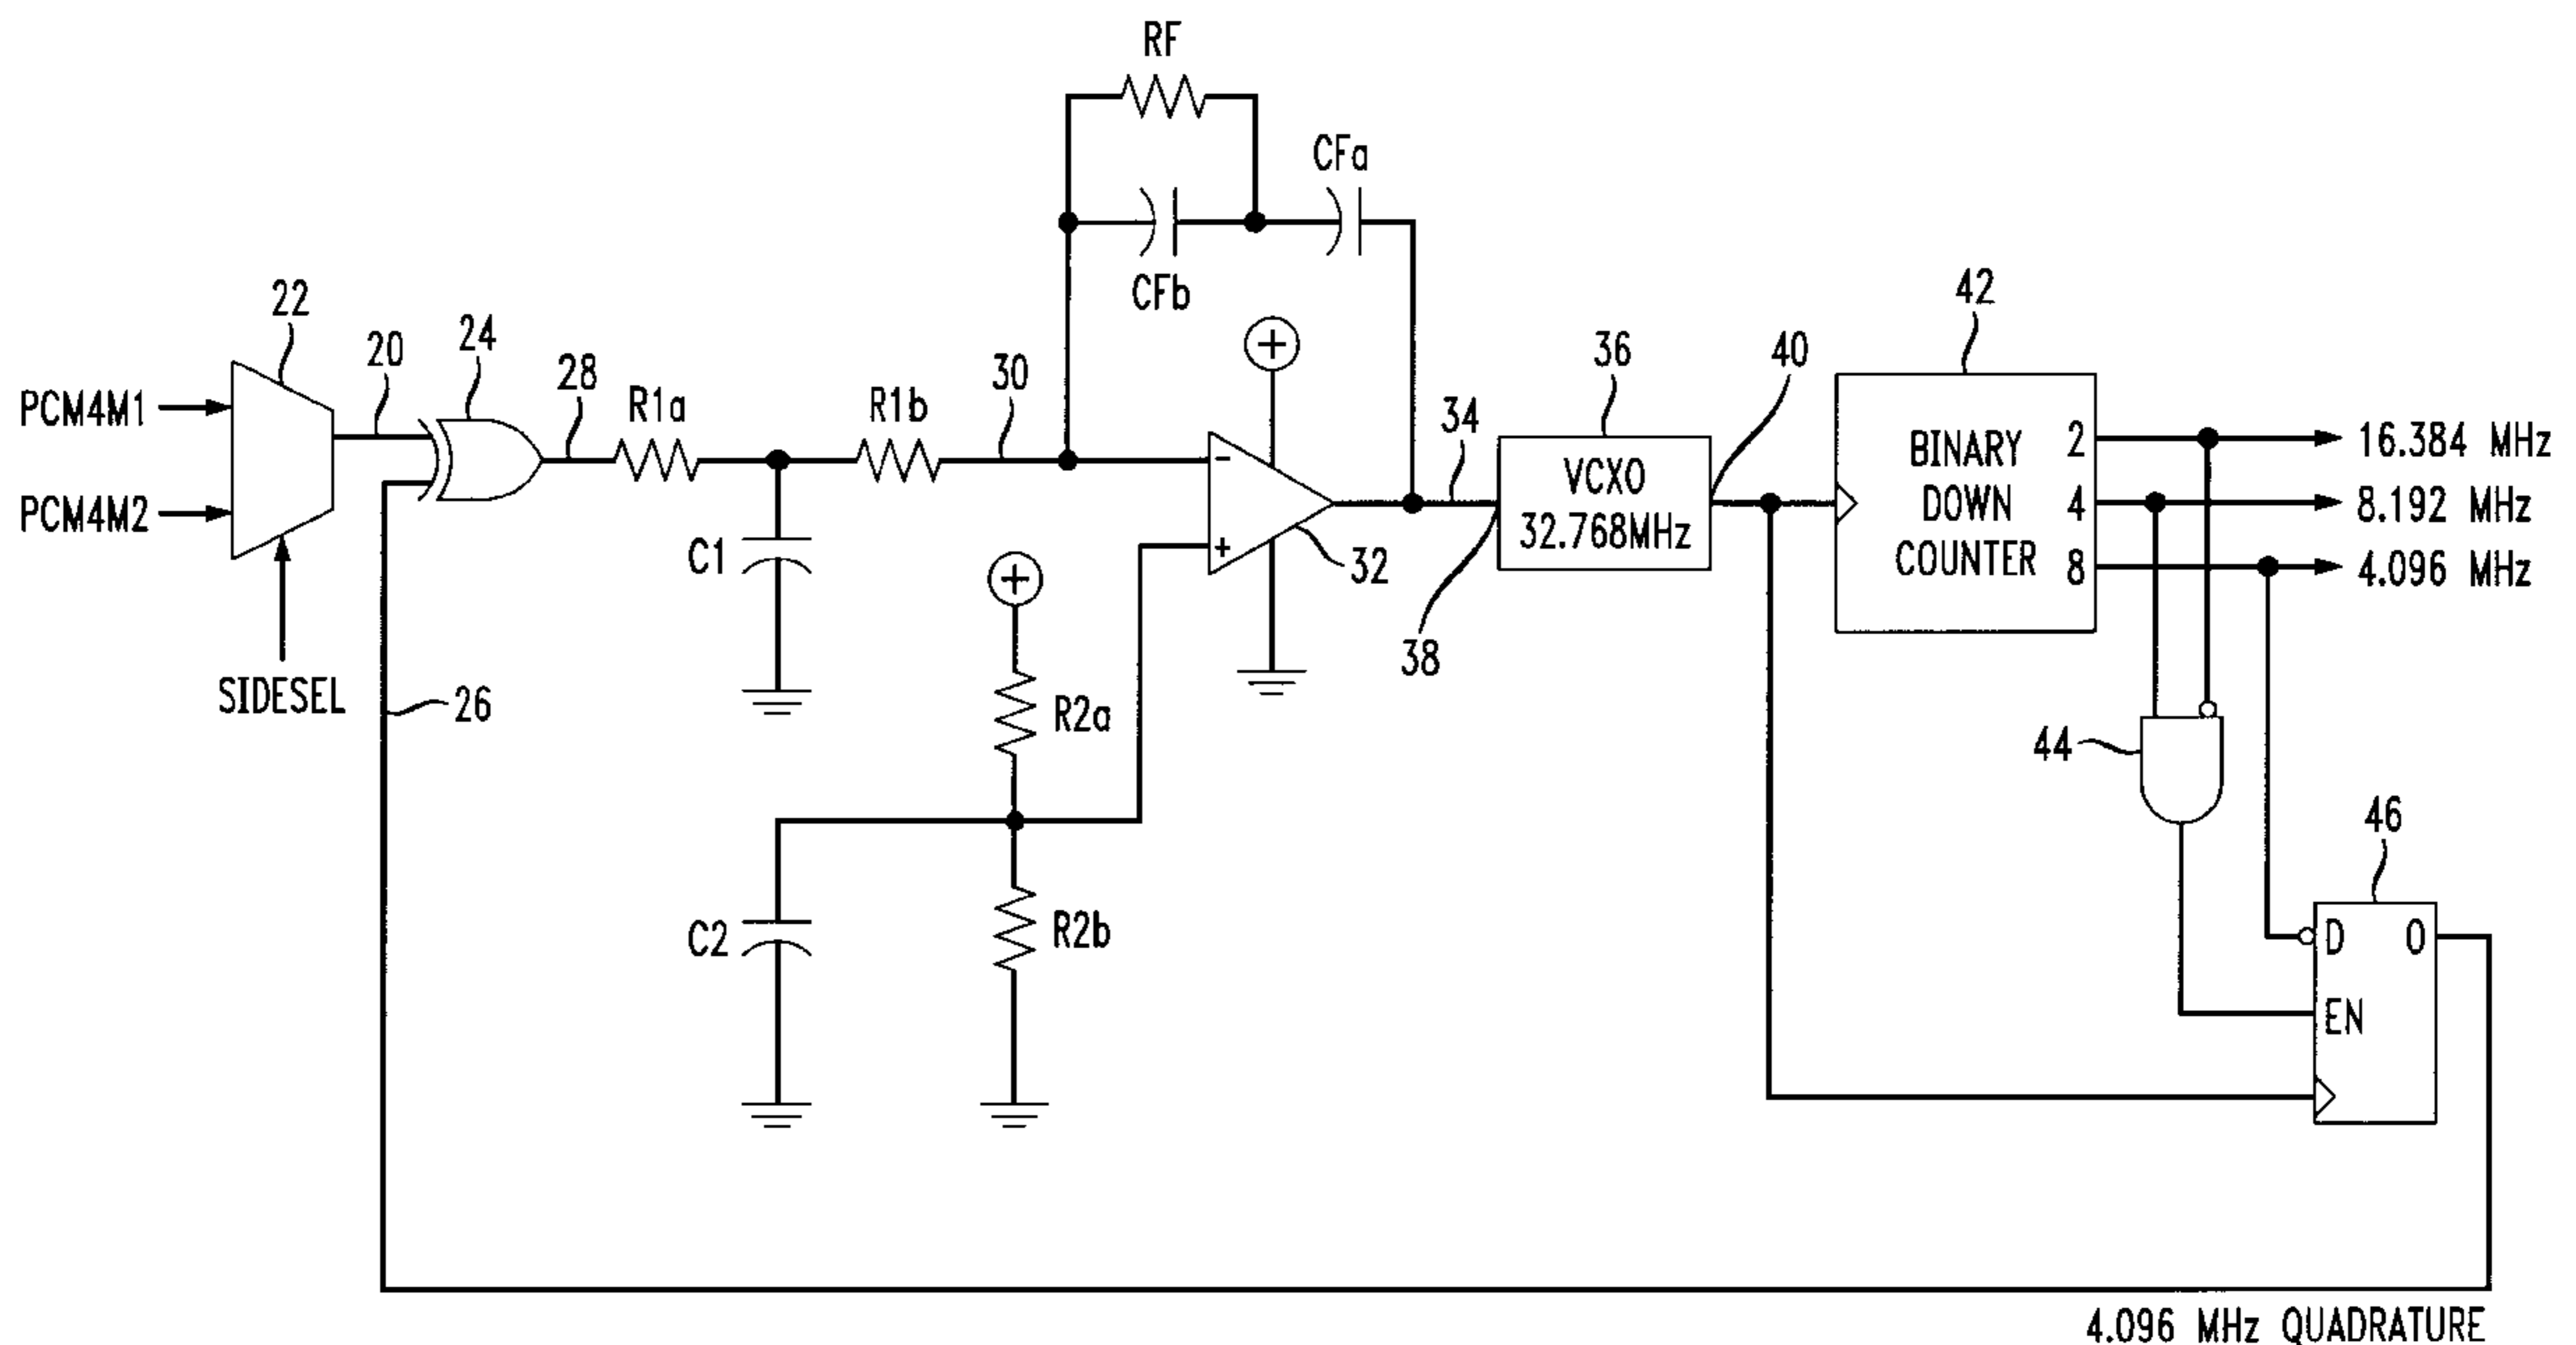 RF
CFa
CFb
22
20
24
28
R1a
R1b
30
PCM4M1
PCM4M2
SIDESEL
26
C1
-
+
+
+
32
34
36
VCXO
32.768MHz
38
40
42
BINARY
DOWN
COUNTER
2
4
8
16.384 MHz
8.192 MHz
4.096 MHz
R2a
R2b
C2
44
46
D
O
EN
4.096 MHz QUADRATURE